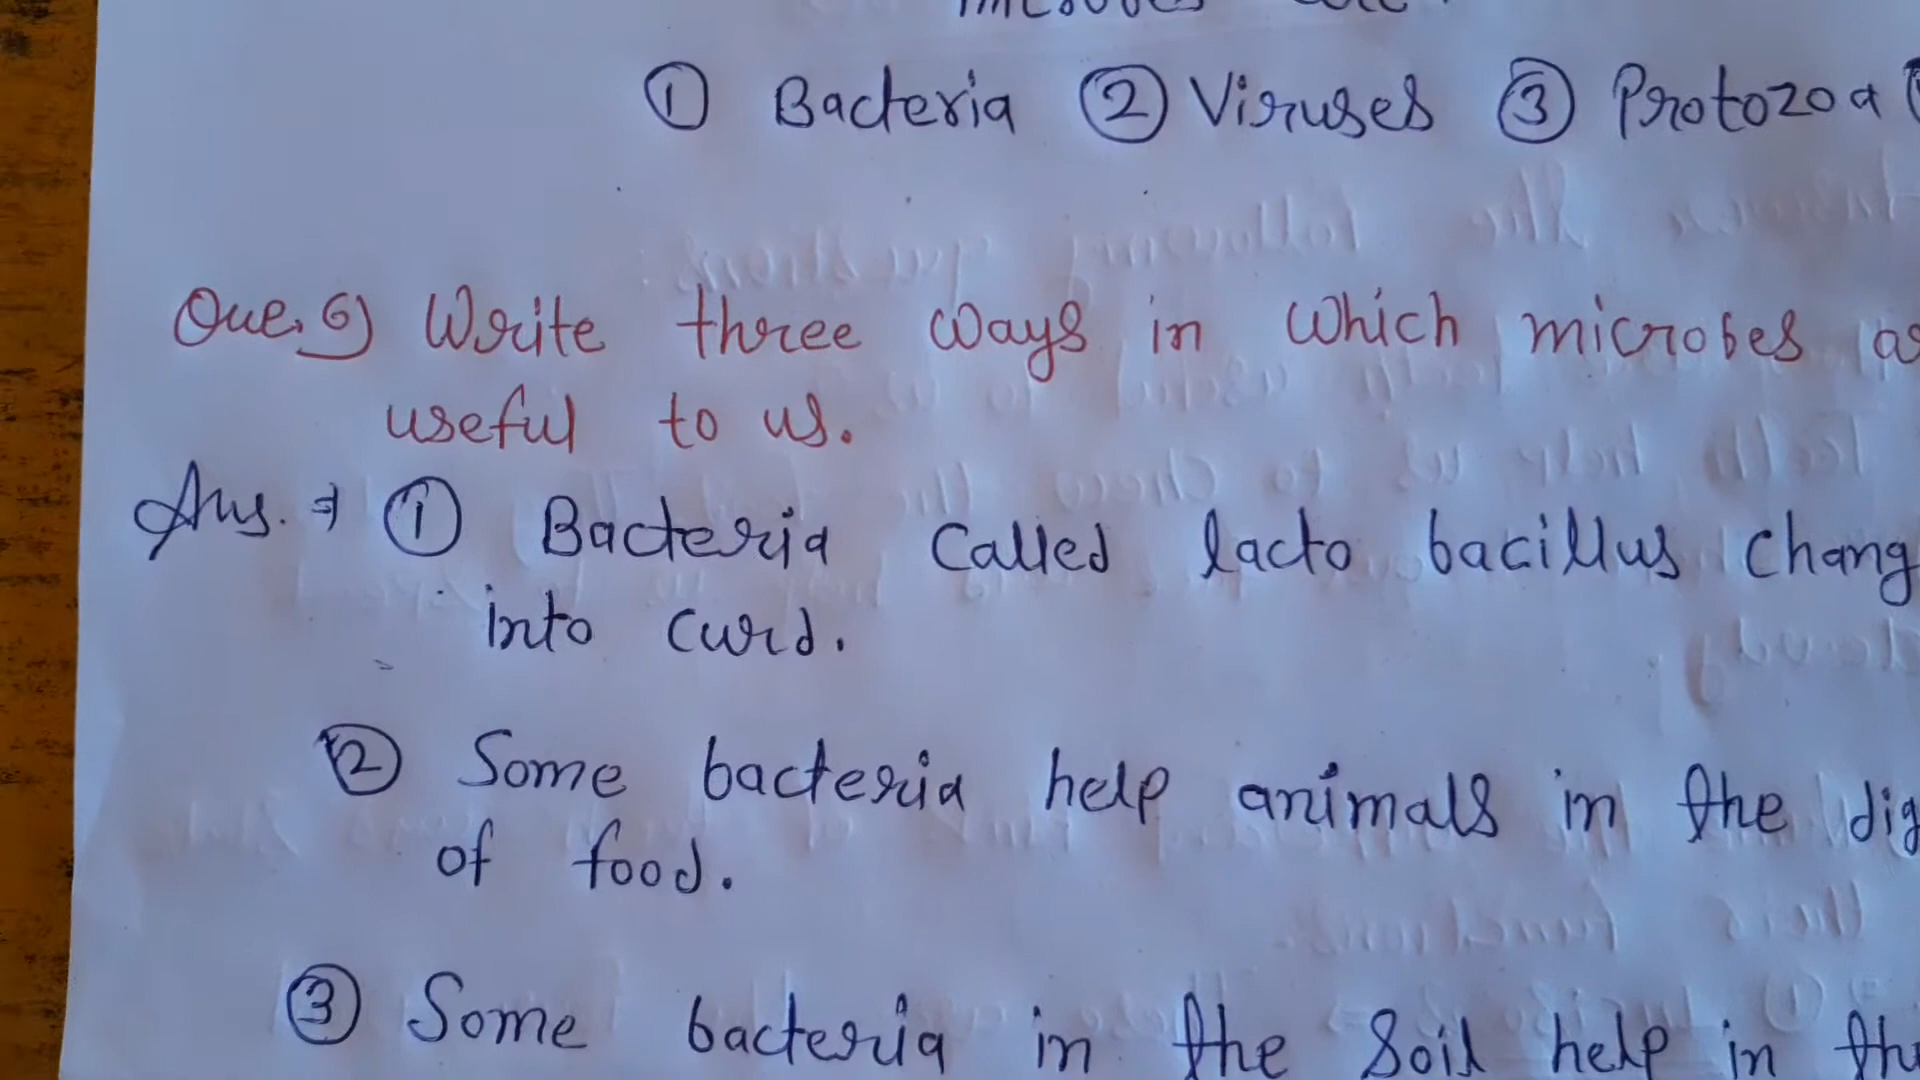 ① Bacteria ② Viruses ③ Protozoa
Que. 6) Write three ways in which microbes
useful to us.
Ans. ⇒ ① Bacteria called lacto bacillus chang
into curd.
② Some bacteria help animals in the dig
of food.
③ Some bacteria in the soil help in